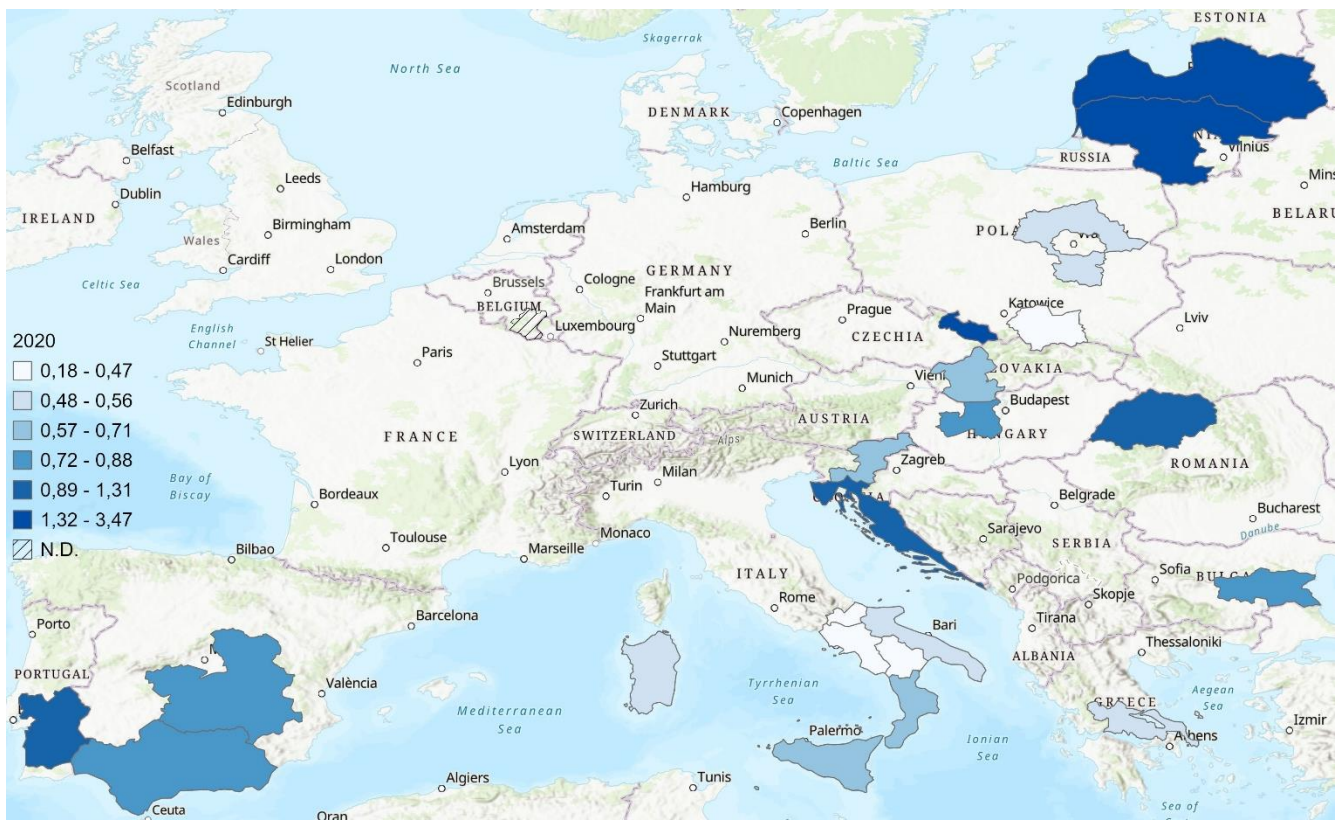 ESTONIA
Skagerrak
North Sea
Scotland
Edinburgh
DENMARK
Copenhagen
Baltic Sea
RUSSIA
Vilnius
Belfast
Leeds
Dublin
IRELAND
Birmingham
Wales
Cardiff
London
Celtic Sea
Hamburg
Amsterdam
Berlin
BELARU
Brussels
BELGIUM
Cologne
GERMANY
Frankfurt am
Main
Luxembourg
Katowice
Lviv
Prague
CZECHIA
English
Channel
St Helier
Paris
Nuremberg
Stuttgart
Munich
OVAKIA
Budapest
Zurich
AUSTRIA
HUNGARY
FRANCE
SWITZERLAND
Alps
Zagreb
ROMANIA
Lyon
Milan
Turin
Belgrade
Bucharest
Danube
Bay of
Biscay
Bordeaux
Toulouse
Monaco
Marseille
Sarajevo
SERBIA
Bilbao
ITALY
Podgorica
Sofia
Skopje
Rome
Bari
Tirana
Thessaloniki
ALBANIA
Barcelona
Porto
PORTUGAL
València
Mediterranean
Sea
Tyrrhenian
Sea
Palermo
Ionian
Sea
GREECE
Aegean
Sea
Athens
Izmir
Algiers
Tunis
Ceuta
Oran
Sea of
2020
0,18 - 0,47
0,48 - 0,56
0,57 - 0,71
0,72 - 0,88
0,89 - 1,31
1,32 - 3,47
N.D.